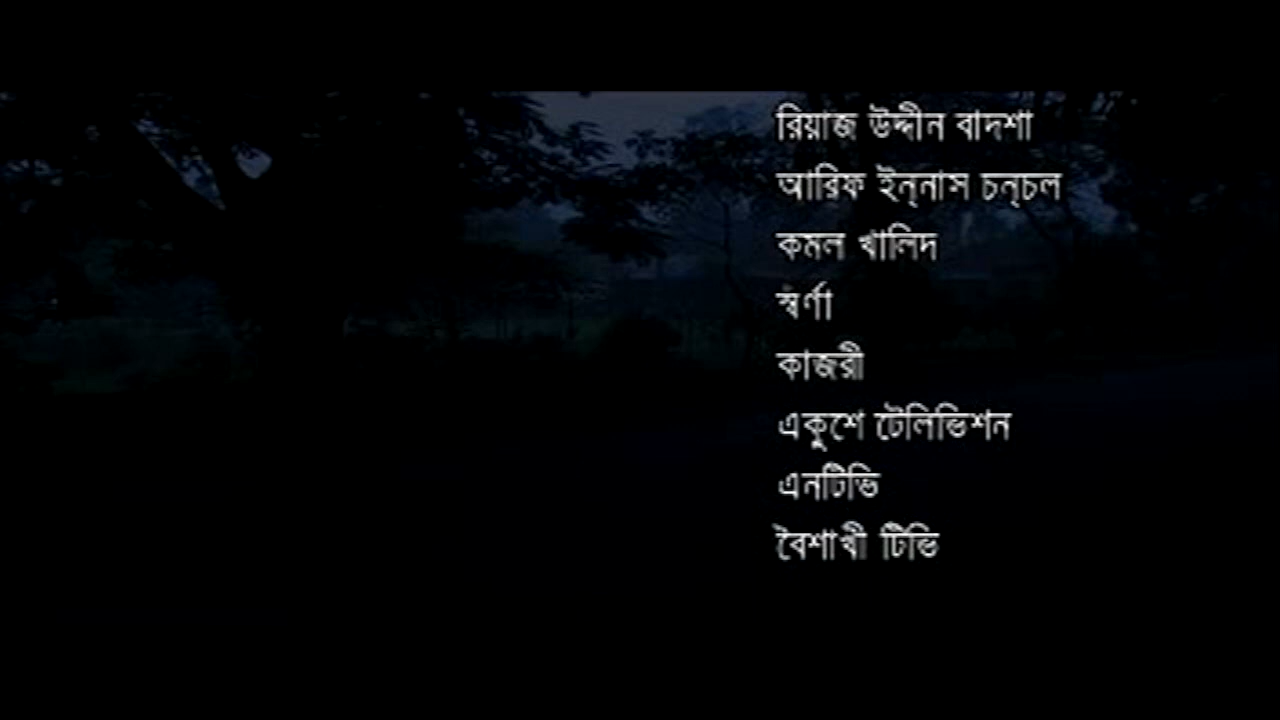 রিয়াজ উদ্দীন বাদশা
আরিফ ইন্‌নাস চন্‌চল
কমল খালিদ
স্বর্ণা
কাজরী
একুশে টেলিভিশন
এনটিভি
বৈশাখী টিভি